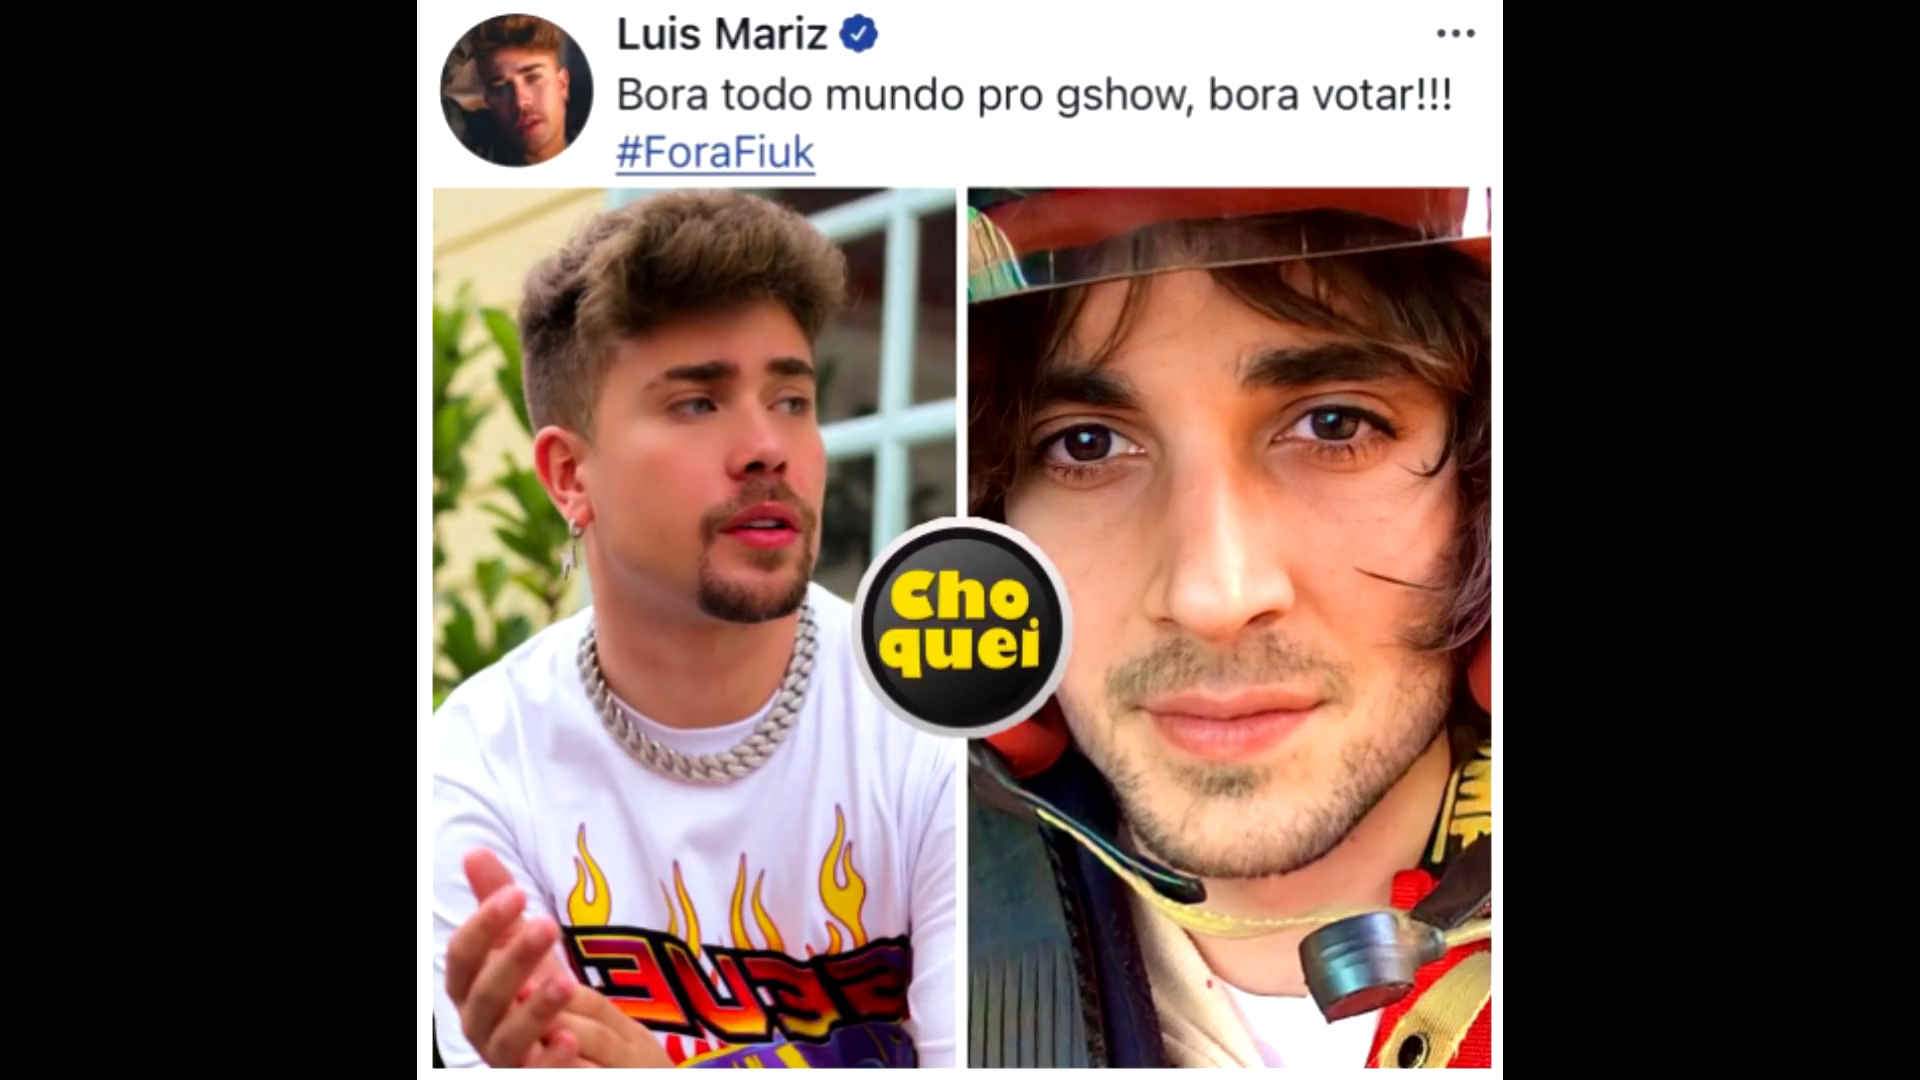 Luis Mariz
Bora todo mundo pro gshow, bora votar!!!
#ForaFiuk
Cho
quei